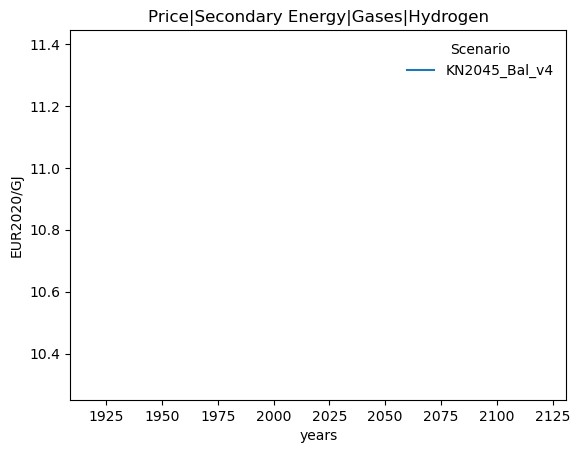 Price|Secondary Energy|Gases|Hydrogen
Scenario
KN2045_Bal_v4
EUR2020/GJ
11.4
11.2
11.0
10.8
10.6
10.4
1925 1950 1975 2000 2025 2050 2075 2100 2125
years